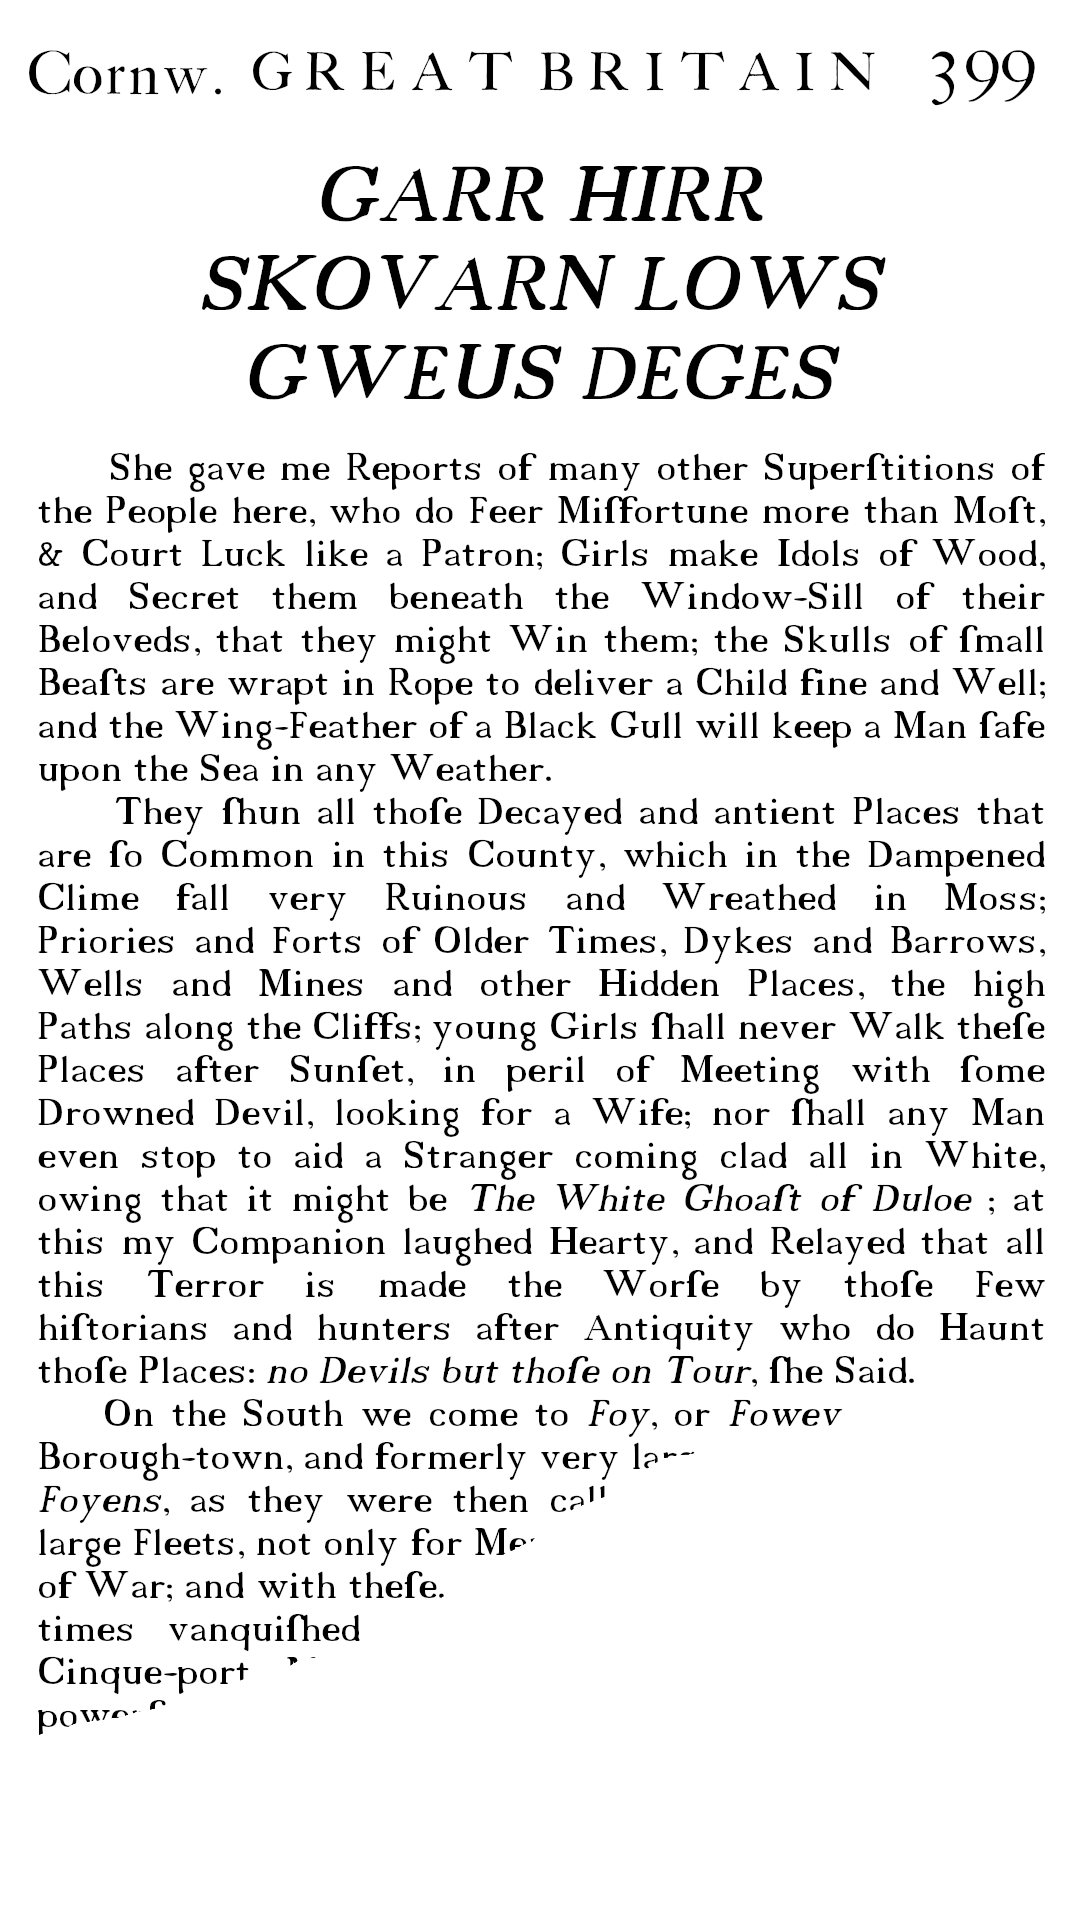 Cornw. GREAT BRITAIN 399
GARR HIRR
SKOVARN LOWS
GWEUS DEGES
She gave me Reports of many other Superſtitions of
the People here, who do Feer Miſfortune more than Moſt,
& Court Luck like a Patron; Girls make Idols of Wood,
and Secret them beneath the Window-Sill of their
Beloveds, that they might Win them; the Skulls of ſmall
Beaſts are wrapt in Rope to deliver a Child fine and Well;
and the Wing-Feather of a Black Gull will keep a Man ſafe
upon the Sea in any Weather.
They ſhun all thoſe Decayed and antient Places that
are ſo Common in this County, which in the Dampened
Clime fall very Ruinous and Wreathed in Moss;
Priories and Forts of Older Times, Dykes and Barrows,
Wells and Mines and other Hidden Places, the high
Paths along the Cliffs; young Girls ſhall never Walk theſe
Places after Sunſet, in peril of Meeting with ſome
Drowned Devil, looking for a Wife; nor ſhall any Man
even stop to aid a Stranger coming clad all in White,
owing that it might be The White Ghoaſt of Duloe ; at
this my Companion laughed Hearty, and Relayed that all
this Terror is made the Worſe by thoſe Few
hiſtorians and hunters after Antiquity who do Haunt
thoſe Places: no Devils but thoſe on Tour, ſhe Said.
On the South we come to Foy, or Fowey
Borough-town, and formerly very
Foyens, as they were then call
large Fleets, not only for
of War; and with theſe.
times vanquiſhed
Cinque-port